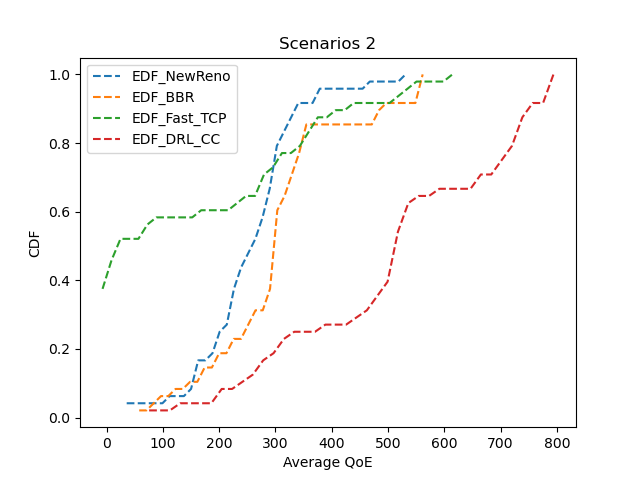 Scenarios 2
EDF_NewReno
EDF_BBR
EDF_Fast_TCP
EDF_DRL_CC
1.0
0.8
0.6
0.4
0.2
0.0
CDF
0 100 200 300 400 500 600 700 800
Average QoE